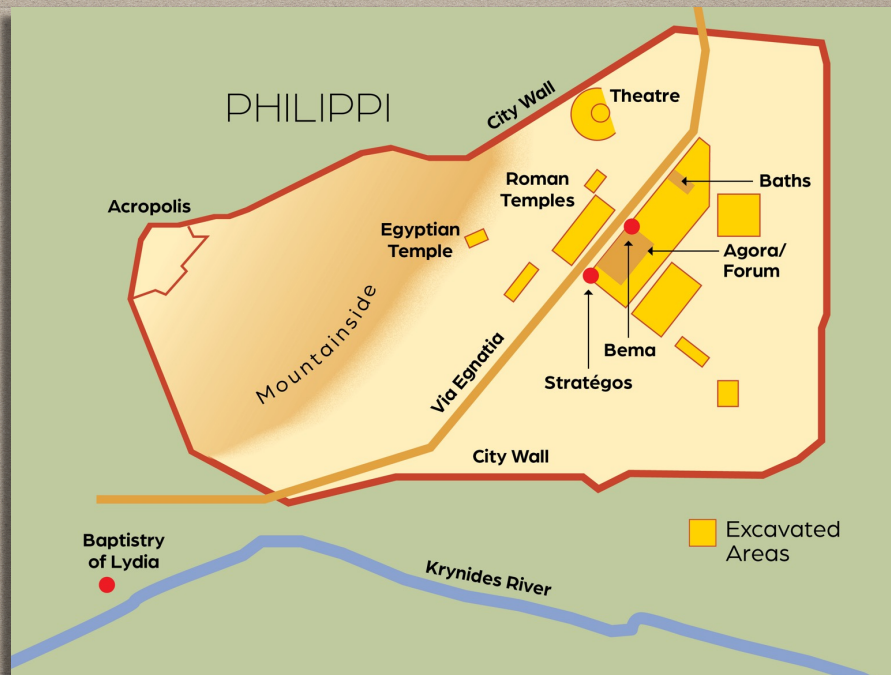 PHILIPPI
City Wall
Theatre
Acropolis
Roman
Temples
Baths
Egyptian
Temple
Agora/
Forum
Mountainside
Via Egnatia
Bema
Stratégos
City Wall
Excavated
Areas
Baptistry
of Lydia
Krynides River